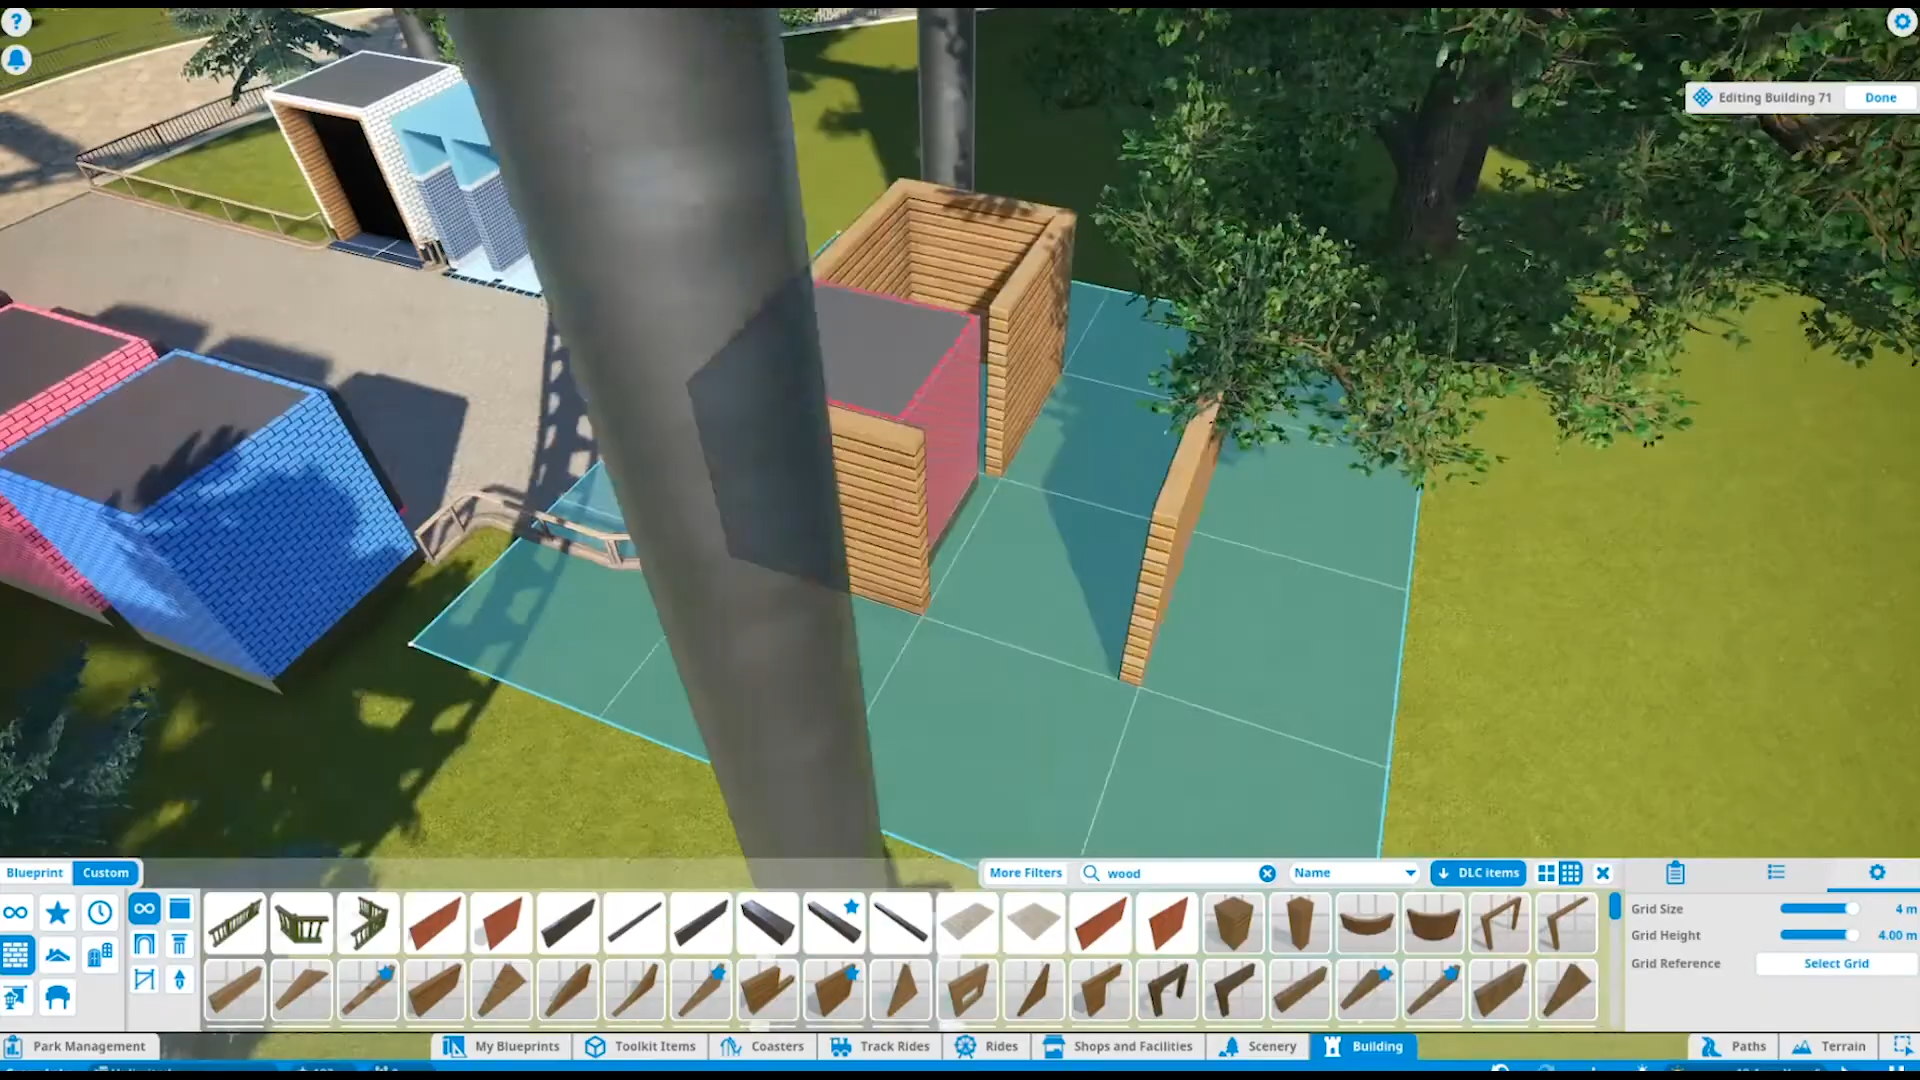 ?
Editing Building 71
Done
Blueprint
Custom
More Filters
wood
Name
DLC items
Grid Size
4 m
Grid Height
4.00 m
Grid Reference
Select Grid
Park Management
My Blueprints
Toolkit Items
Coasters
Track Rides
Rides
Shops and Facilities
Scenery
Building
Paths
Terrain